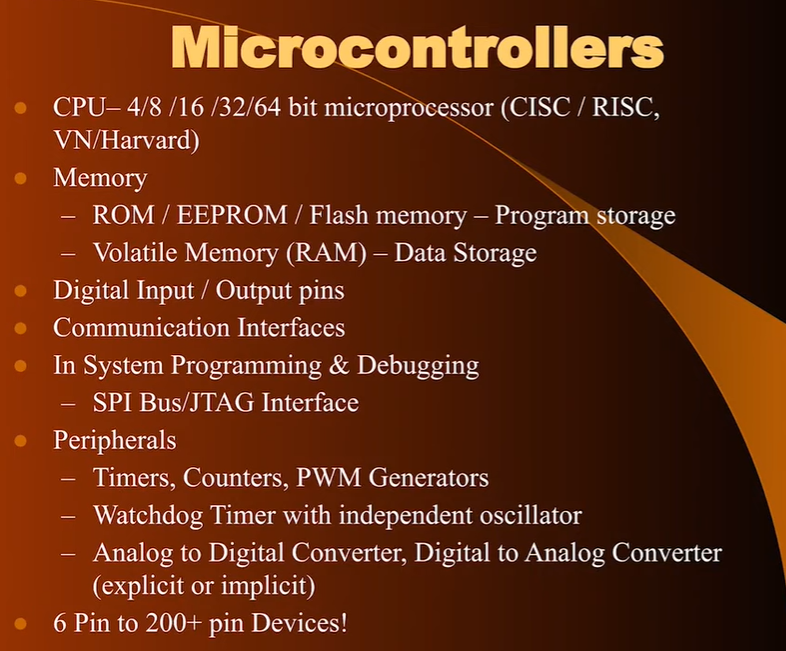 Microcontrollers
CPU– 4/8 /16 /32/64 bit microprocessor (CISC / RISC,
VN/Harvard)
Memory
– ROM / EEPROM / Flash memory – Program storage
– Volatile Memory (RAM) – Data Storage
Digital Input / Output pins
Communication Interfaces
In System Programming & Debugging
– SPI Bus/JTAG Interface
Peripherals
– Timers, Counters, PWM Generators
– Watchdog Timer with independent oscillator
– Analog to Digital Converter, Digital to Analog Converter
(explicit or implicit)
6 Pin to 200+ pin Devices!